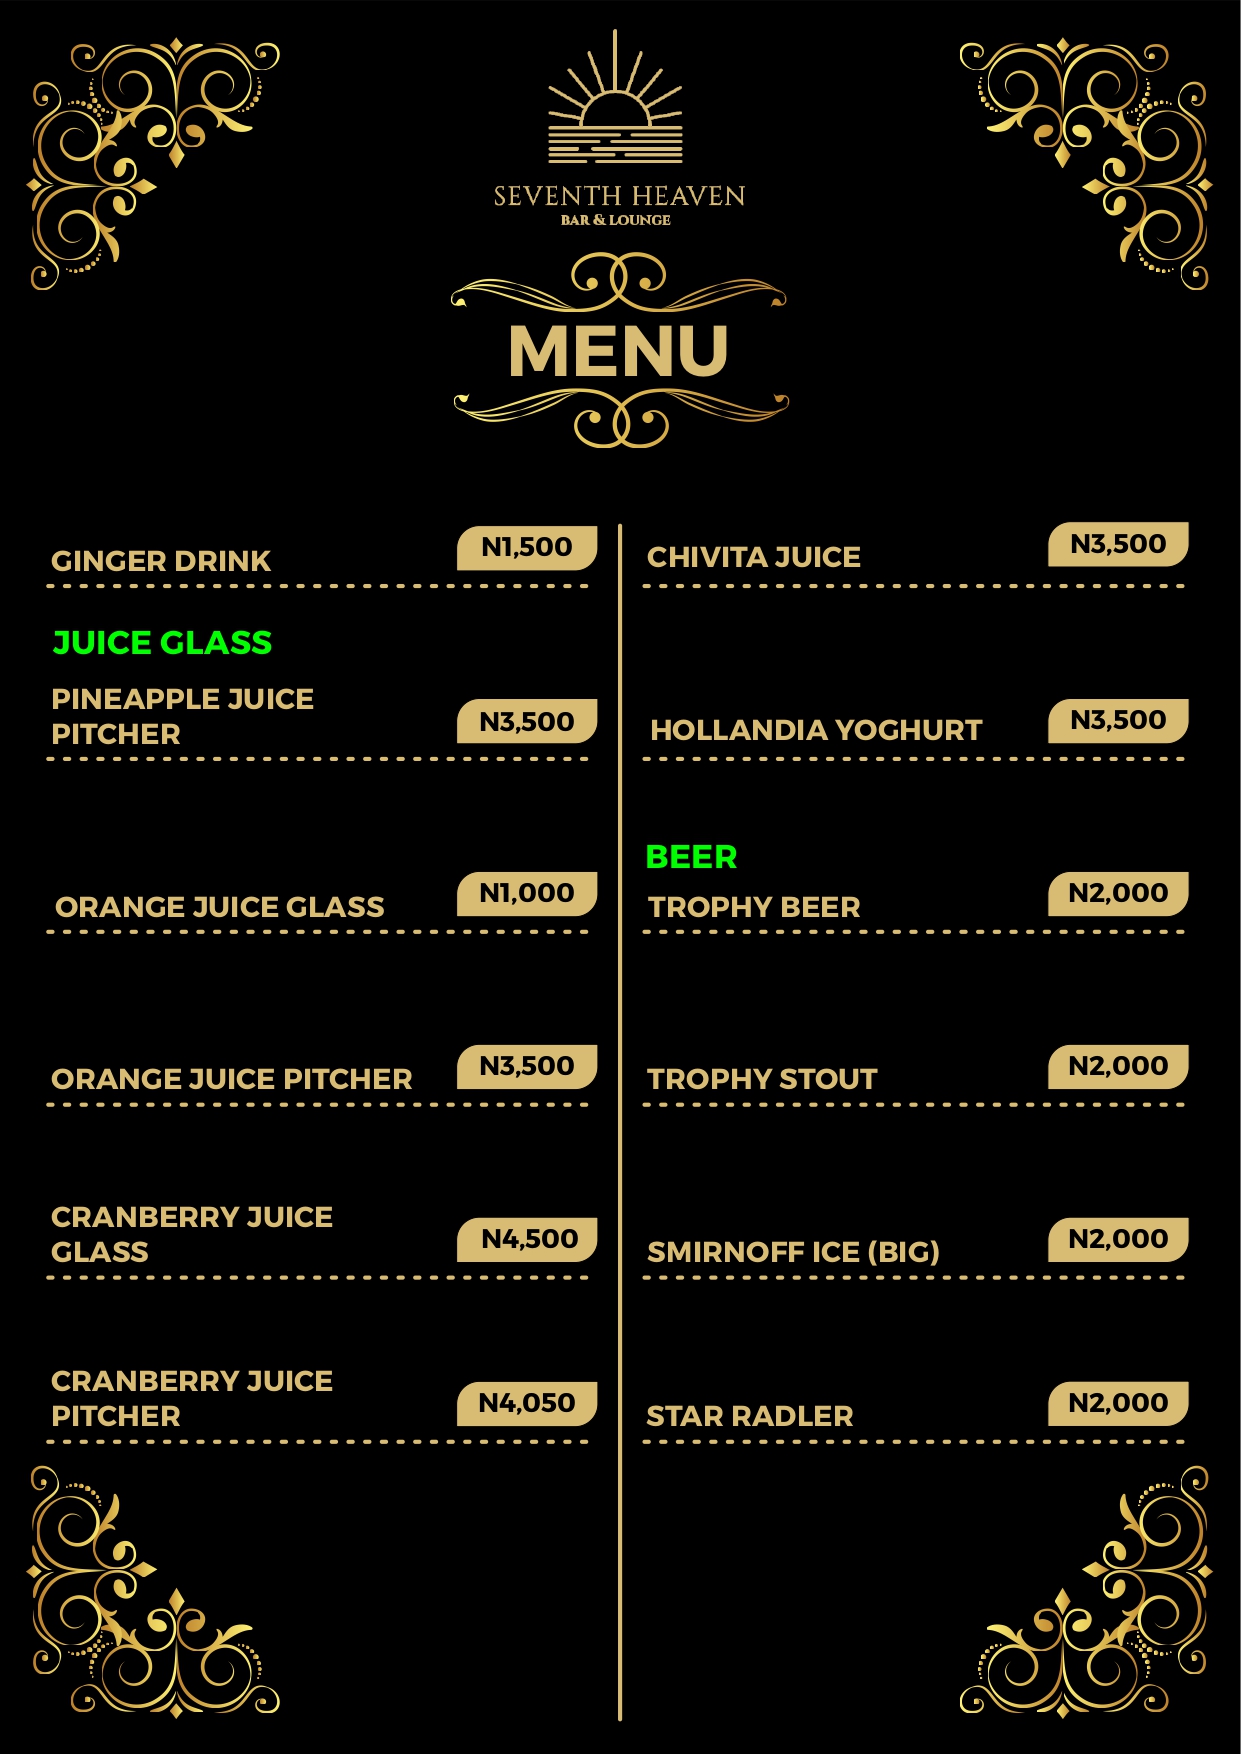 SEVENTH HEAVEN
BAR & LOUNGE
MENU
GINGER DRINK N1,500
JUICE GLASS
PINEAPPLE JUICE
PITCHER N3,500
ORANGE JUICE GLASS N1,000
ORANGE JUICE PITCHER N3,500
CRANBERRY JUICE
GLASS N4,500
CRANBERRY JUICE
PITCHER N4,050
CHIVITA JUICE N3,500
HOLLANDIA YOGHURT N3,500
BEER
TROPHY BEER N2,000
TROPHY STOUT N2,000
SMIRNOFF ICE (BIG) N2,000
STAR RADLER N2,000